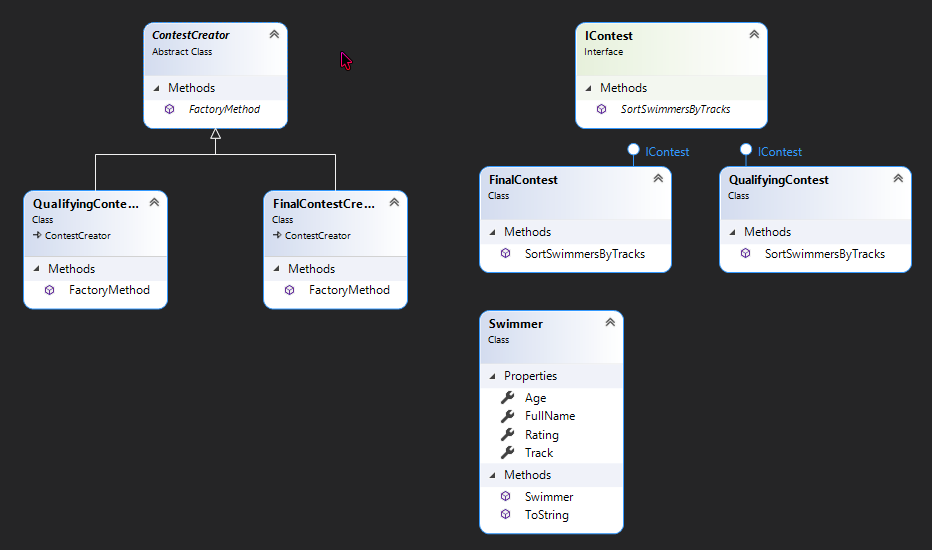 ContestCreator
Abstract Class
Methods
FactoryMethod
IContest
Interface
Methods
SortSwimmersByTracks
IContest
IContest
QualifyingConte...
Class
ContestCreator
Methods
FactoryMethod
FinalContestCre...
Class
ContestCreator
Methods
FactoryMethod
FinalContest
Class
Methods
SortSwimmersByTracks
QualifyingContest
Class
Methods
SortSwimmersByTracks
Swimmer
Class
Properties
Age
FullName
Rating
Track
Methods
Swimmer
ToString